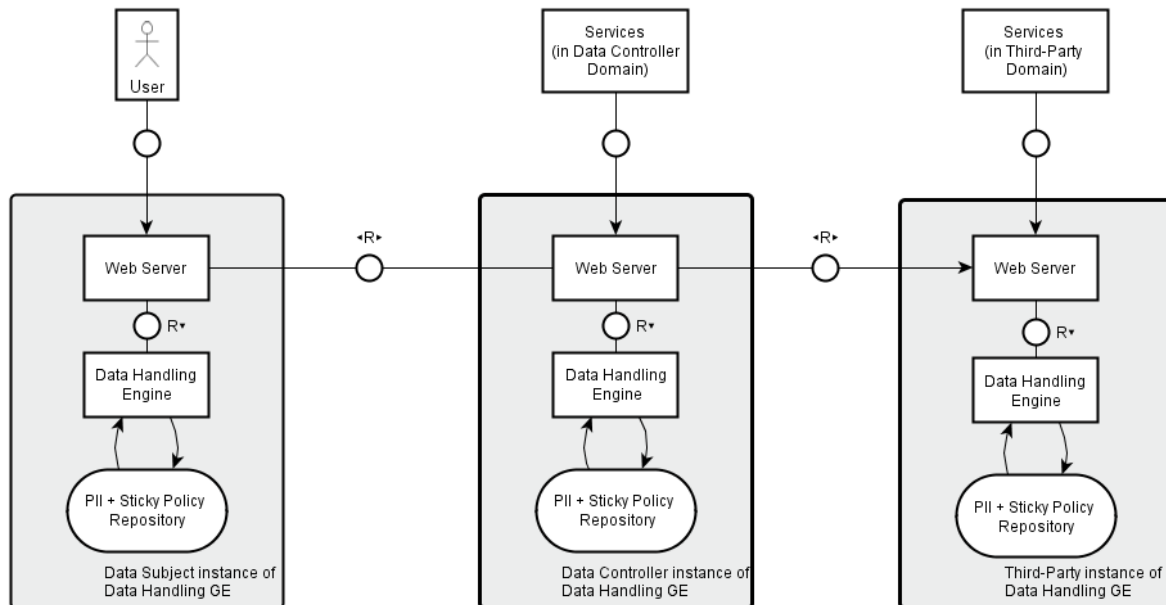 User
Services
(in Data Controller
Domain)
Services
(in Third-Party
Domain)
◂R▸
◂R▸
Web Server
Web Server
Web Server
R▾
R▾
R▾
Data Handling
Engine
Data Handling
Engine
Data Handling
Engine
PII + Sticky Policy
Repository
PII + Sticky Policy
Repository
PII + Sticky Policy
Repository
Data Subject instance of
Data Handling GE
Data Controller instance of
Data Handling GE
Third-Party instance of
Data Handling GE